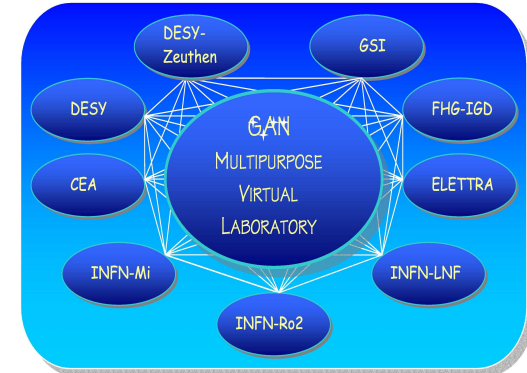 DESY-
Zeuthen
GSI
DESY
FHG-IGD
GAN
MULTIPURPOSE
VIRTUAL
LABORATORY
CEA
ELETTRA
INFN-Mi
INFN-LNF
INFN-Ro2